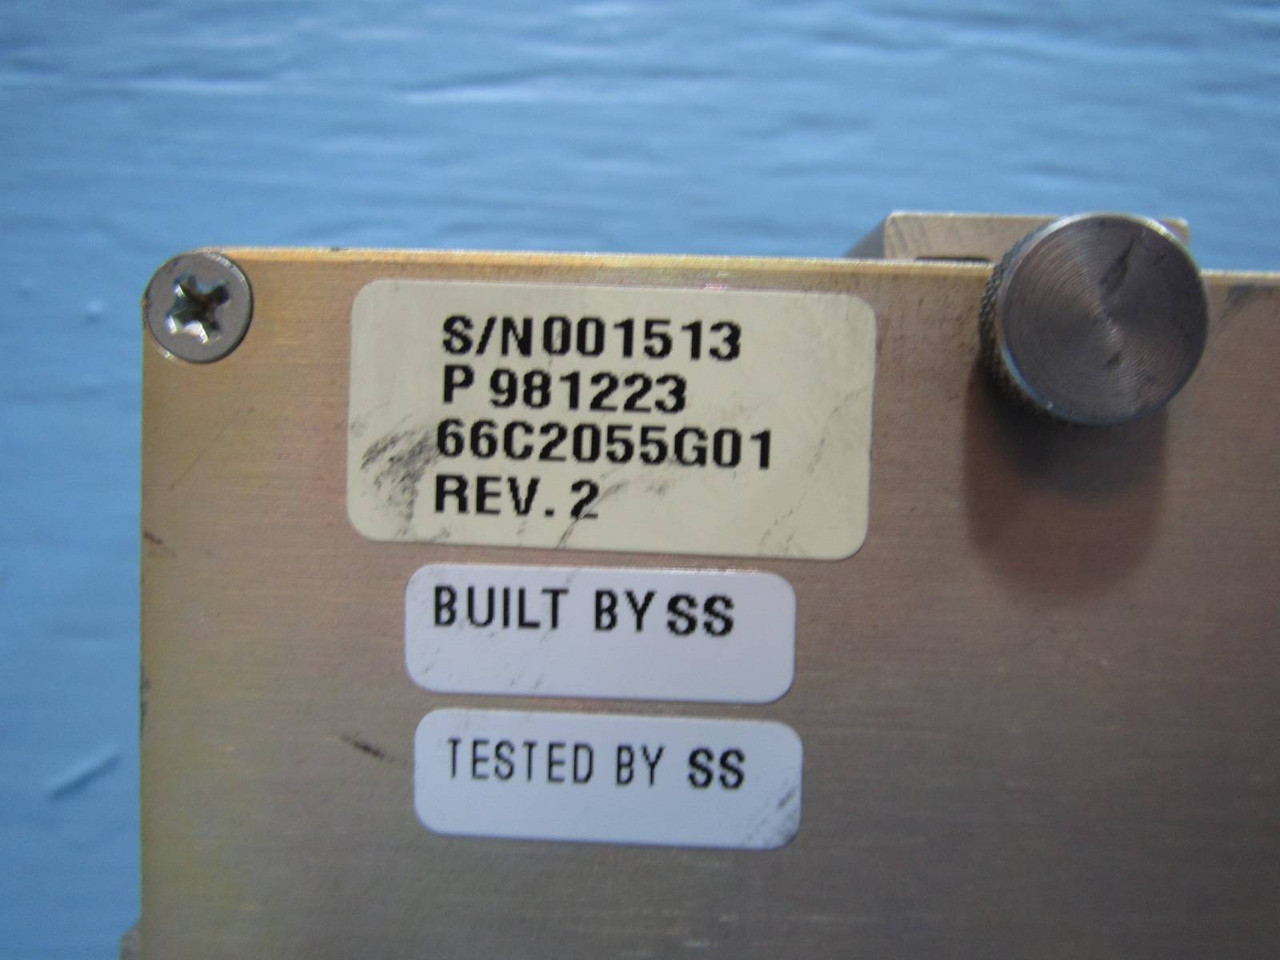 S/N001513
P 981223
66C2055G01
REV. 2
BUILT BY SS
TESTED BY SS